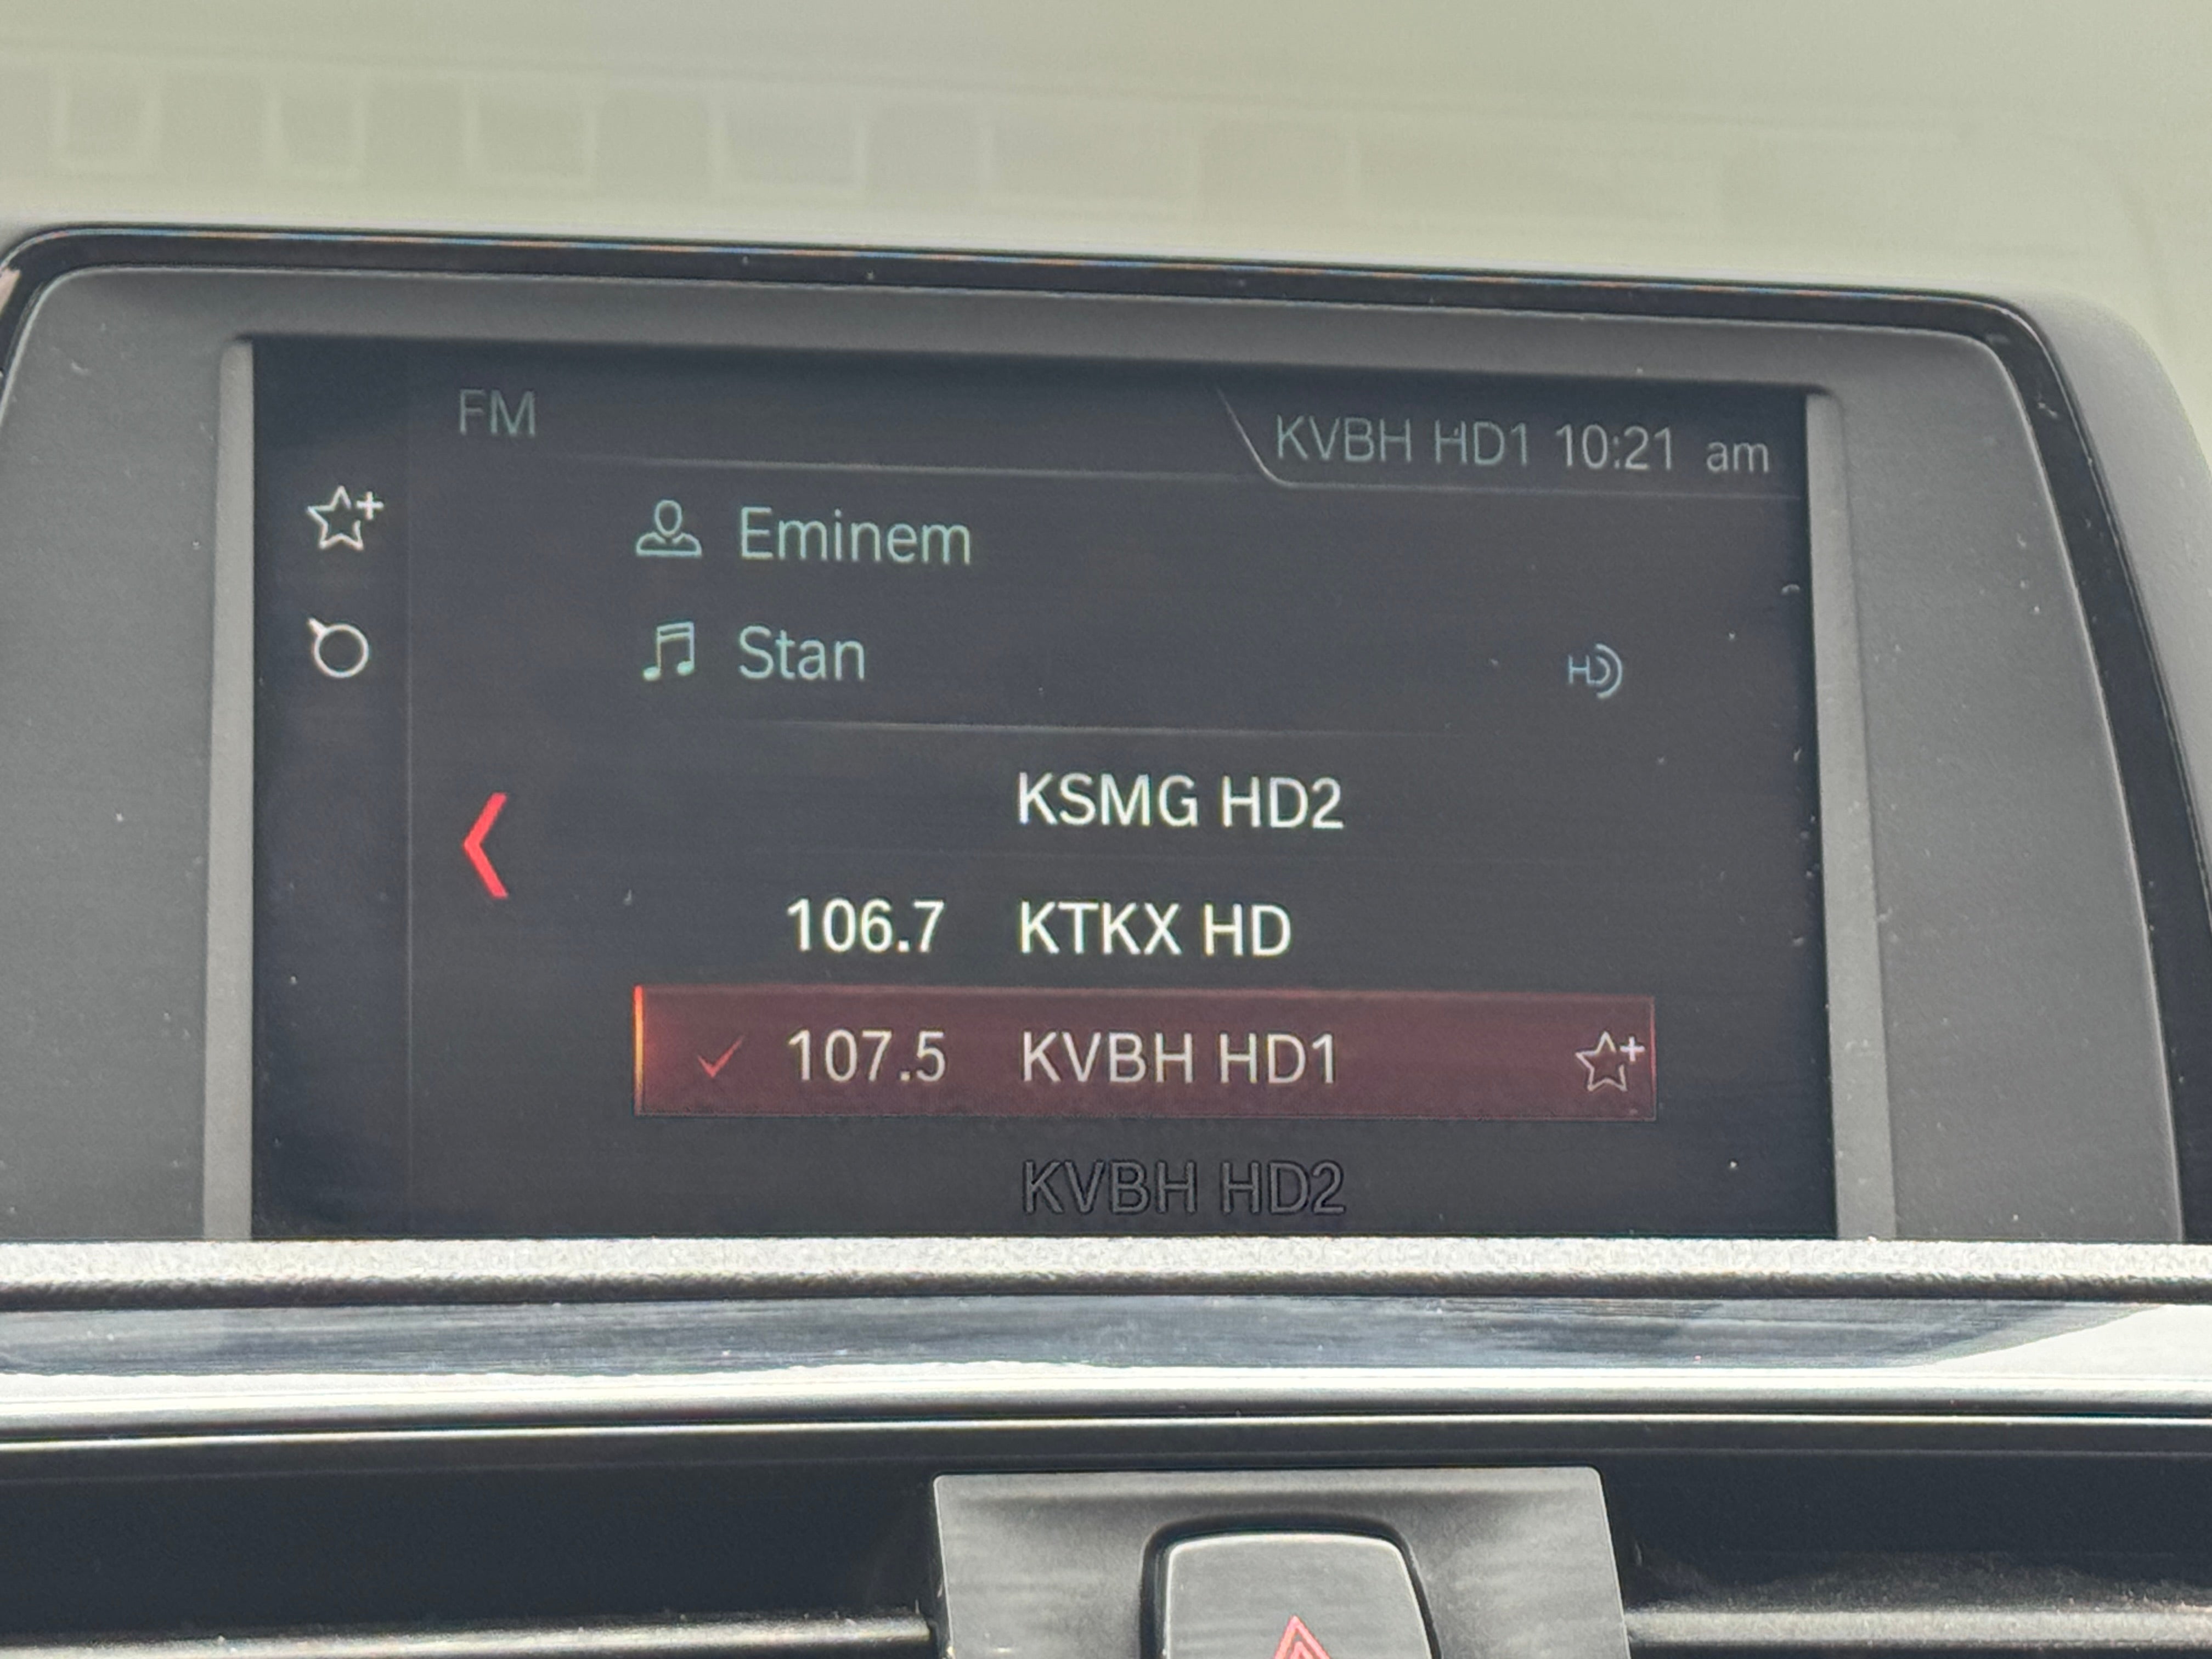 FM
KVBH HD1 10:21 am
Eminem
Stan
HD
KSMG HD2
106.7 KTKX HD
107.5 KVBH HD1
KVBH HD2